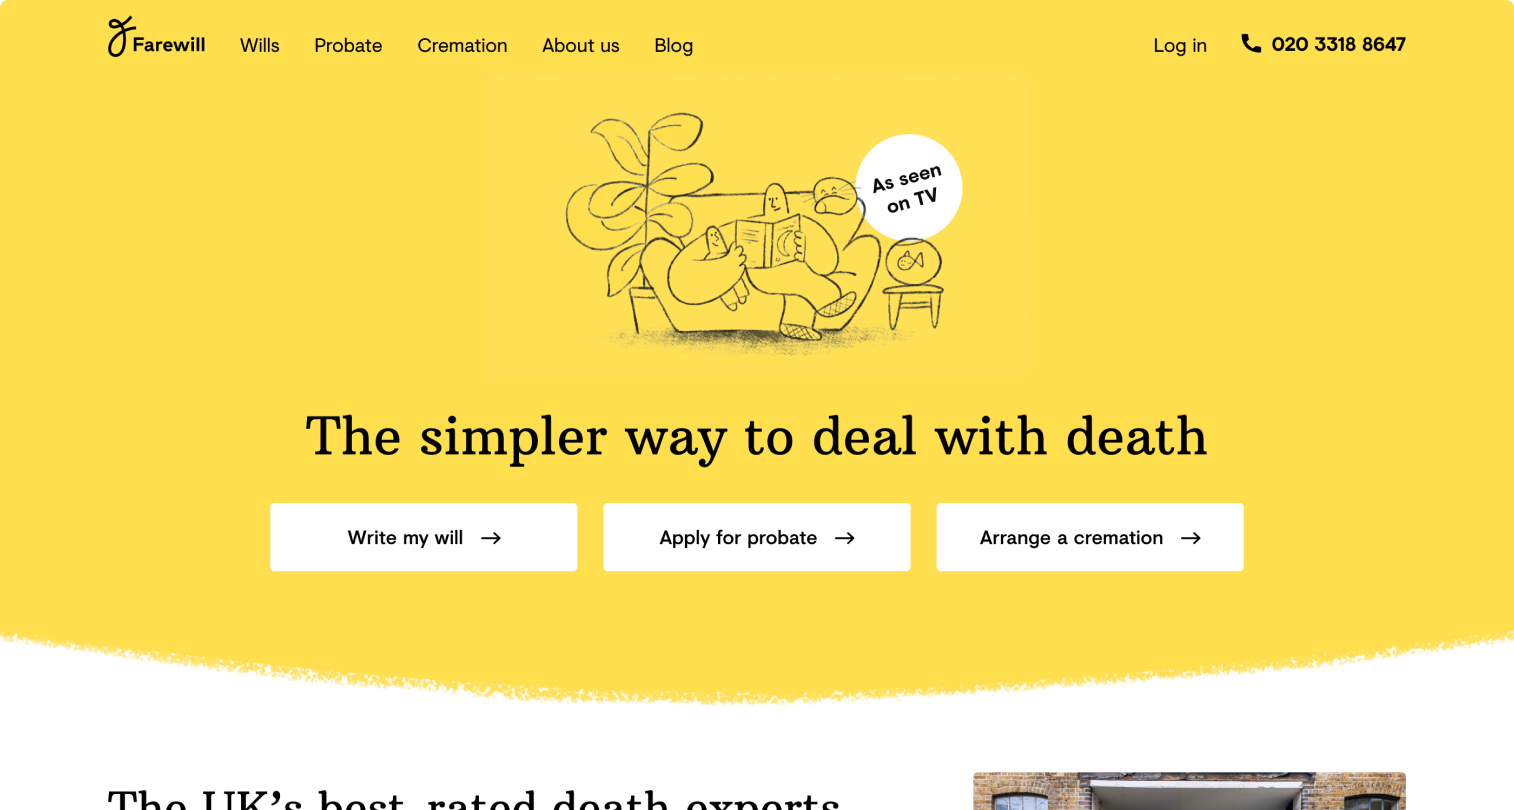 Farewill
Wills
Probate
Cremation
About us
Blog
Log in
020 3318 8647
As seen
on TV
The simpler way to deal with death
Write my will →
Apply for probate →
Arrange a cremation →
The UK’s best-rated death experts